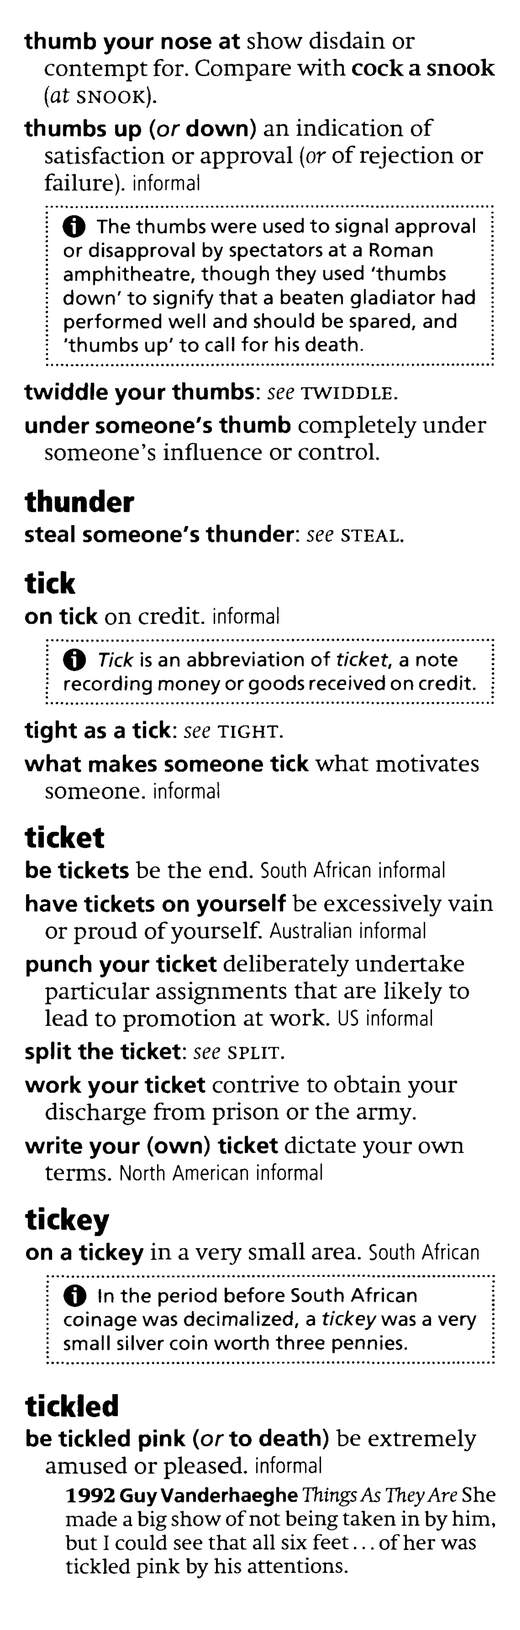 thumb your nose at show disdain or
contempt for. Compare with cock a snook
(at SNOOK).
thumbs up (or down) an indication of
satisfaction or approval (or of rejection or
failure). informal
The thumbs were used to signal approval
or disapproval by spectators at a Roman
amphitheatre, though they used 'thumbs
down' to signify that a beaten gladiator had
performed well and should be spared, and
'thumbs up' to call for his death.
twiddle your thumbs: see TWIDDLE.
under someone's thumb completely under
someone's influence or control.
thunder
steal someone's thunder: see STEAL.
tick
on tick on credit. informal
Tick is an abbreviation of ticket, a note
recording money or goods received on credit.
tight as a tick: see TIGHT.
what makes someone tick what motivates
someone. informal
ticket
be tickets be the end. South African informal
have tickets on yourself be excessively vain
or proud of yourself. Australian informal
punch your ticket deliberately undertake
particular assignments that are likely to
lead to promotion at work. US informal
split the ticket: see SPLIT.
work your ticket contrive to obtain your
discharge from prison or the army.
write your (own) ticket dictate your own
terms. North American informal
tickey
on a tickey in a very small area. South African
In the period before South African
coinage was decimalized, a tickey was a very
small silver coin worth three pennies.
tickled
be tickled pink (or to death) be extremely
amused or pleased. informal
1992 Guy Vanderhaeghe Things As They Are She
made a big show of not being taken in by him,
but I could see that all six feet... of her was
tickled pink by his attentions.